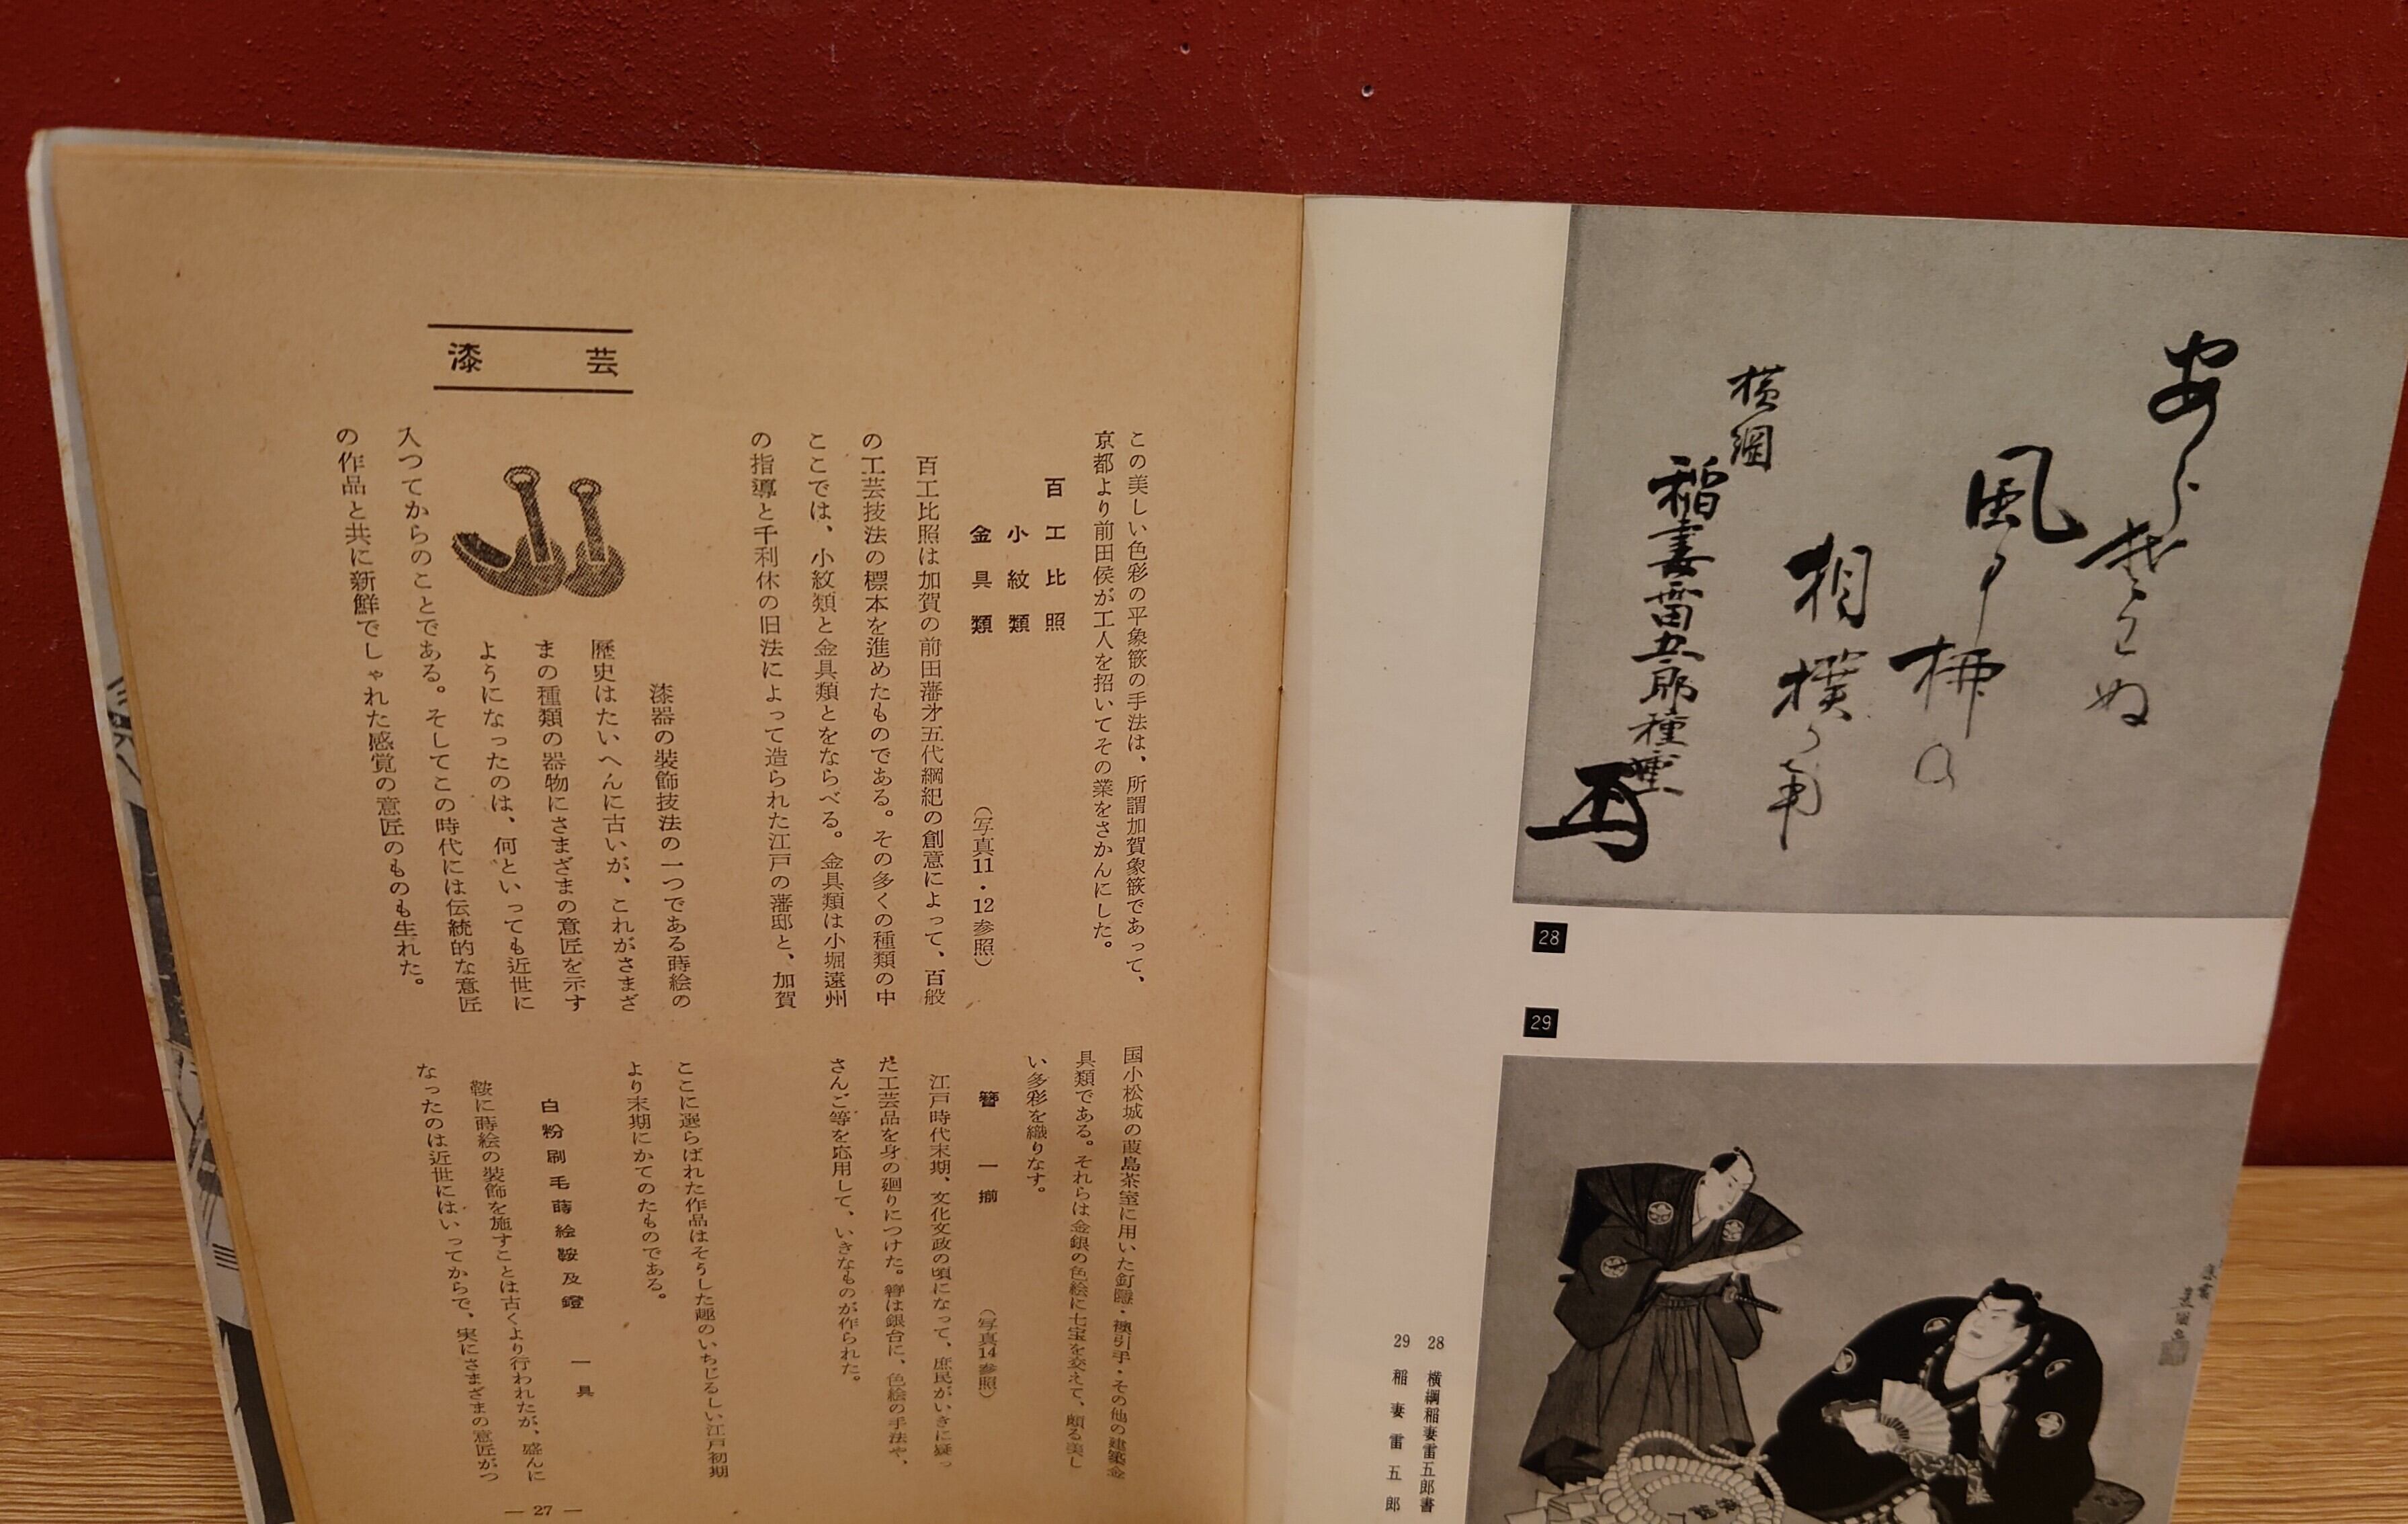 風
柳の
相撲
横綱
稲妻雷五郎
28
29
28 横綱稲妻雷五郎書
29 稲妻雷五郎
この美しい色彩の平象篏の手法は、所謂加賀象篏であって、
京都より前田侯が工人を招いてその業をさかんにした。
百工比照
小紋類
金具類
（写真11・12参照）
百工比照は加賀の前田藩才五代綱紀の創意によって、百般
の工芸技法の標本を進めたものである。その多くの種類の中
ここでは、小紋類と金具類とをならべる。金具類は小堀遠州
の指導と千利休の旧法によって造られた江戸の藩邸と、加賀
国小松城の葭島茶室に用いた釘隠・襖引手・その他の建築金
具類である。それらは金銀の色絵に七宝を交えて、頗る美し
い多彩を織りなす。
簪一揃
（写真14参照）
江戸時代末期、文化文政の頃になって、庶民がいきに凝っ
た工芸品を身の廻りにつけた。簪は銀台に、色絵の手法や、
さんご等を応用して、いきなものが作られた。
漆芸
漆器の装飾技法の一つである蒔絵の
歴史はたいへんに古いが、これがさまざ
まの種類の器物にさまざまの意匠を示す
ようになったのは、何といっても近世に
入つてからのことである。そしてこの時代には伝統的な意匠
の作品と共に新鮮でしゃれた感覚の意匠のものも生れた。
ここに選らばれた作品はそうした趣のいちじるしい江戸初期
より末期にかてのたものである。
白粉刷毛蒔絵鞍及鐙 一具
鞍に蒔絵の装飾を施すことは古くより行われたが、盛んに
なったのは近世にはいってからで、実にさまざまの意匠がつ
— 27 —